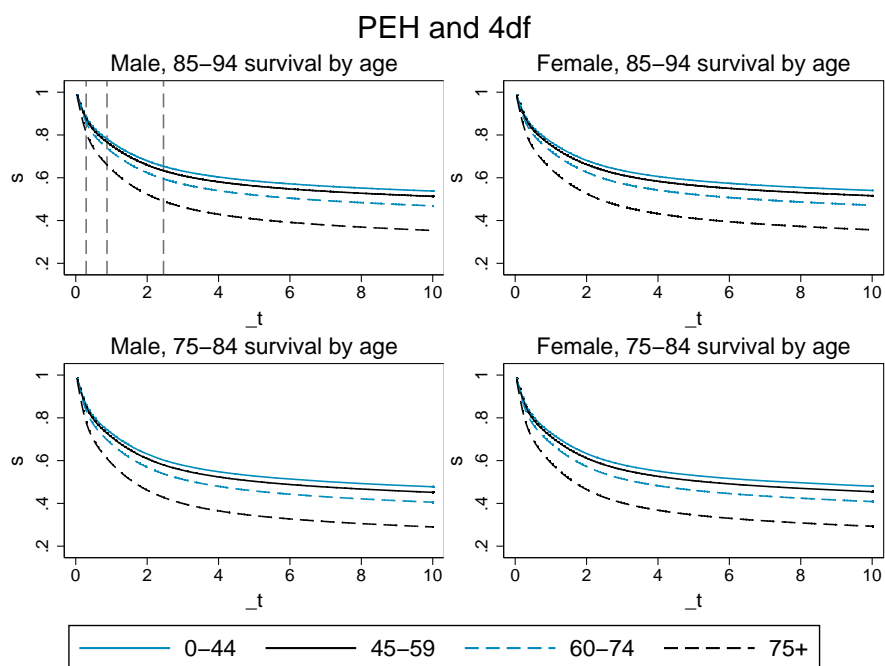 PEH and 4df
Male, 85−94 survival by age
Female, 85−94 survival by age
s
1
.8
.6
.4
.2
0 2 4 6 8 10
_t
s
1
.8
.6
.4
.2
0 2 4 6 8 10
_t
Male, 75−84 survival by age
Female, 75−84 survival by age
s
1
.8
.6
.4
.2
0 2 4 6 8 10
_t
s
1
.8
.6
.4
.2
0 2 4 6 8 10
_t
0−44 45−59 60−74 75+